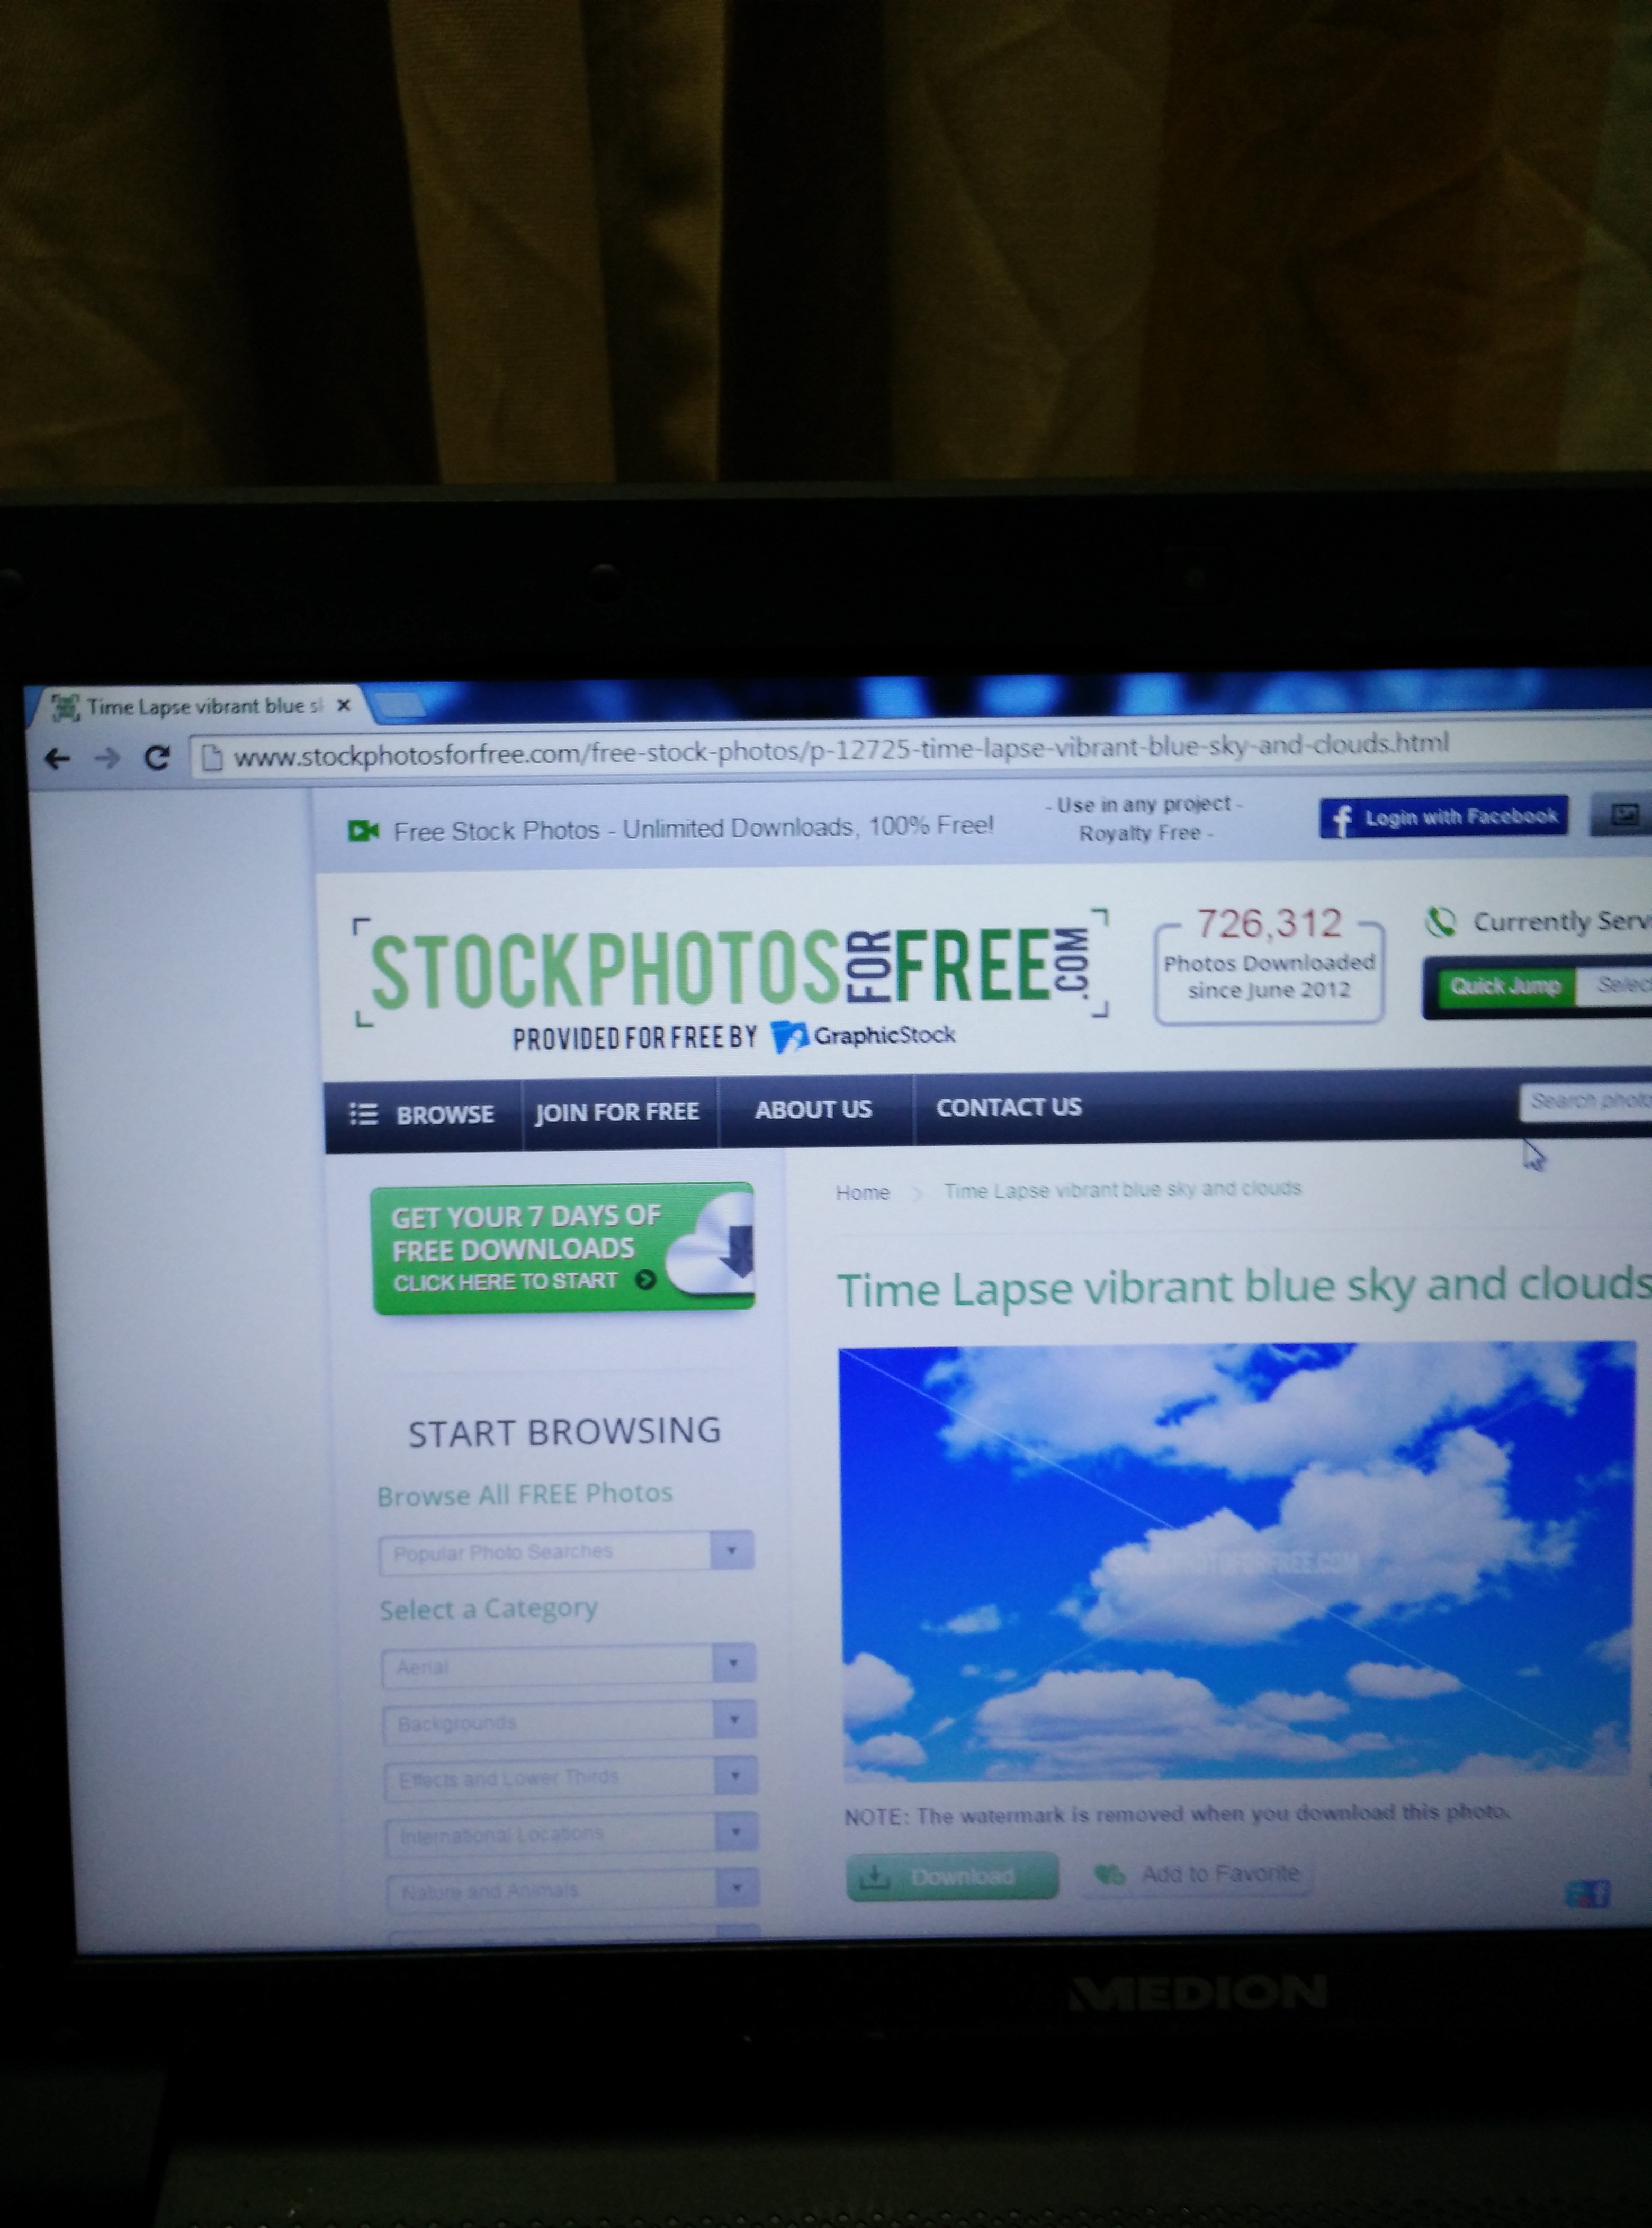 Time Lapse vibrant blue sl
www.stockphotosforfree.com/free-stock-photos/p-12725-time-lapse-vibrant-blue-sky-and-clouds.html
Free Stock Photos - Unlimited Downloads, 100% Free!
- Use in any project -
Royalty Free -
f Login with Facebook
STOCKPHOTOSFORFREE.COM
PROVIDED FOR FREE BY GraphicStock
726,312
Photos Downloaded
since June 2012
Currently Serv
Quick Jump
Selec
BROWSE
JOIN FOR FREE
ABOUT US
CONTACT US
Search photo
GET YOUR 7 DAYS OF
FREE DOWNLOADS
CLICK HERE TO START
Home > Time Lapse vibrant blue sky and clouds
Time Lapse vibrant blue sky and clouds
START BROWSING
Browse All FREE Photos
Popular Photo Searches
Select a Category
Aerial
Backgrounds
Effects and Lower Thirds
International Locations
Nature and Animals
NOTE: The watermark is removed when you download this photo.
Download
Add to Favorite
MEDION